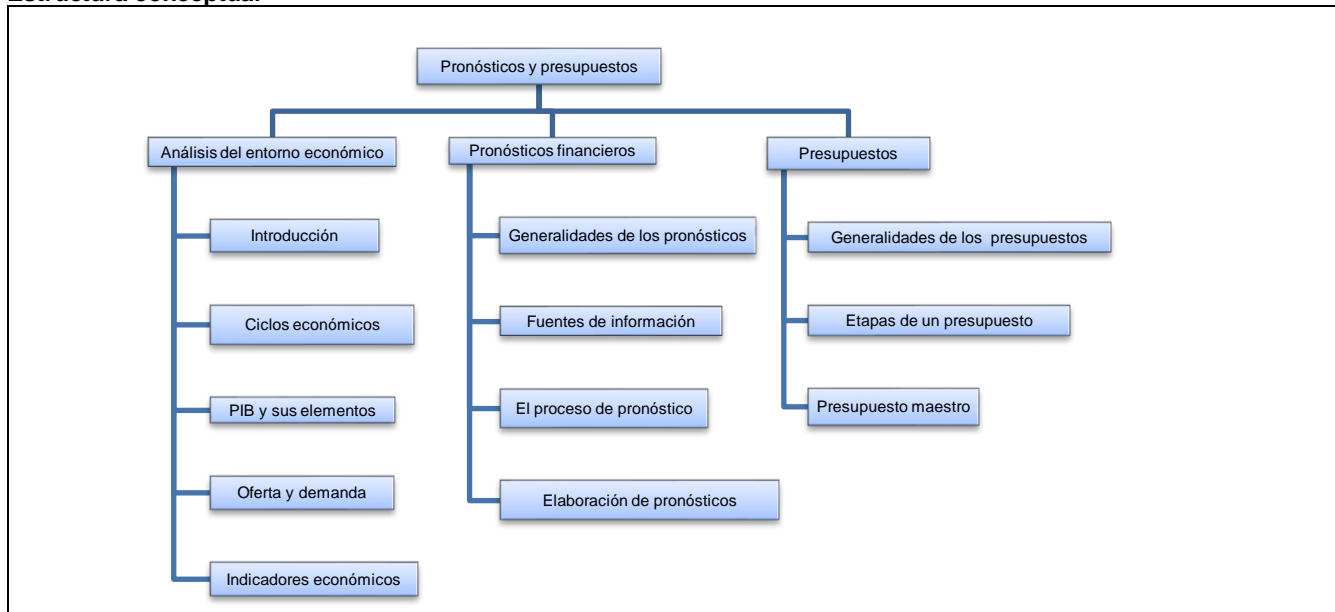 Estructura conceptual
Pronósticos y presupuestos
Análisis del entorno económico
Pronósticos financieros
Presupuestos
Introducción
Generalidades de los pronósticos
Generalidades de los presupuestos
Ciclos económicos
Fuentes de información
Etapas de un presupuesto
PIB y sus elementos
El proceso de pronóstico
Presupuesto maestro
Oferta y demanda
Elaboración de pronósticos
Indicadores económicos